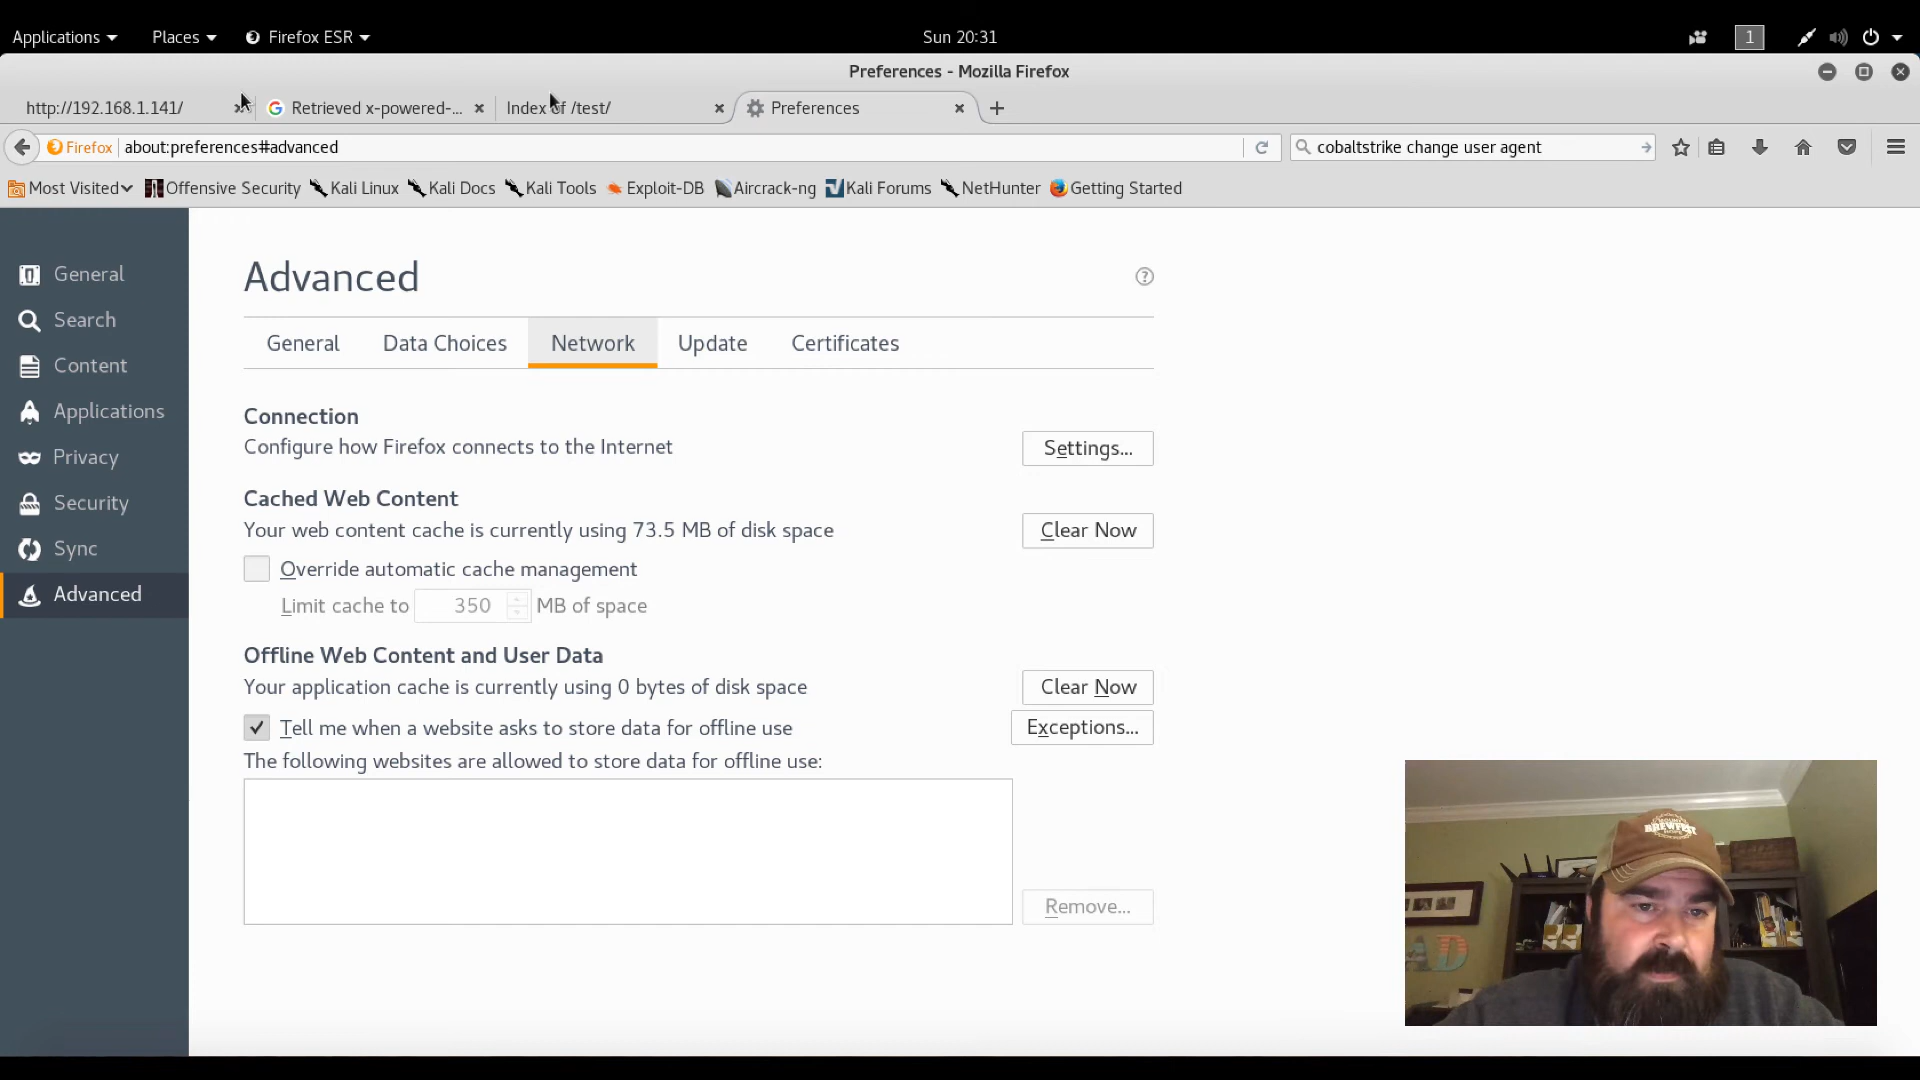 Applications Places Firefox ESR Sun 20:31 1
Preferences - Mozilla Firefox
http://192.168.1.141/ Retrieved x-powered-... Index of /test/ Preferences
Firefox about:preferences#advanced cobaltstrike change user agent
Most Visited Offensive Security Kali Linux Kali Docs Kali Tools Exploit-DB Aircrack-ng Kali Forums NetHunter Getting Started
General
Search
Content
Applications
Privacy
Security
Sync
Advanced
Advanced
General Data Choices Network Update Certificates
Connection
Configure how Firefox connects to the Internet Settings...
Cached Web Content
Your web content cache is currently using 73.5 MB of disk space Clear Now
Override automatic cache management
Limit cache to 350 MB of space
Offline Web Content and User Data
Your application cache is currently using 0 bytes of disk space Clear Now
Tell me when a website asks to store data for offline use Exceptions...
The following websites are allowed to store data for offline use:
Remove...
BREWFEST
AD